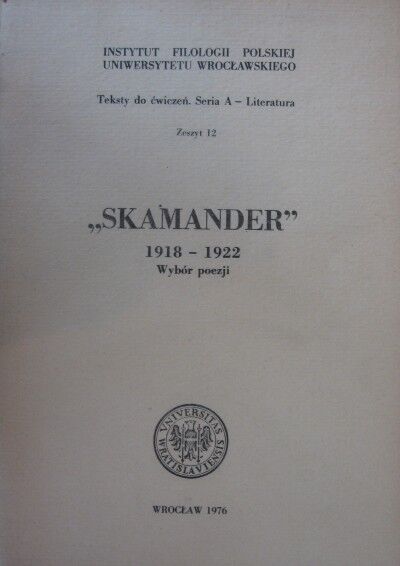 INSTYTUT FILOLOGII POLSKIEJ
UNIWERSYTETU WROCŁAWSKIEGO
Teksty do ćwiczeń. Seria A – Literatura
Zeszyt 12
„SKAMANDER”
1918 – 1922
Wybór poezji
UNIVERSITAS
WRATISLAVIENSIS
WROCŁAW 1976